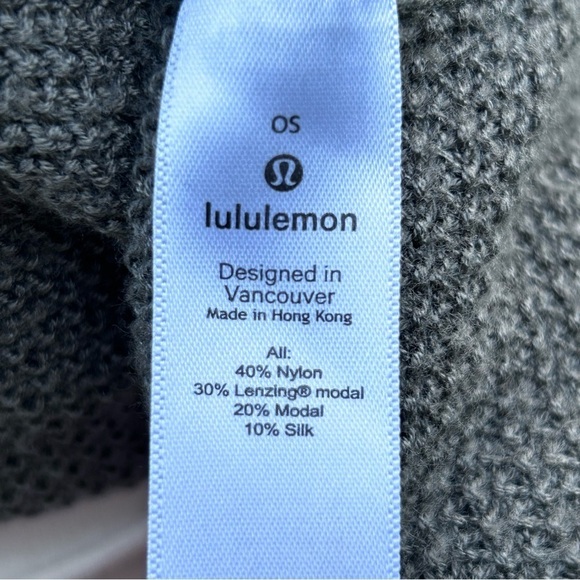 OS
lululemon
Designed in
Vancouver
Made in Hong Kong
All:
40% Nylon
30% Lenzing® modal
20% Modal
10% Silk